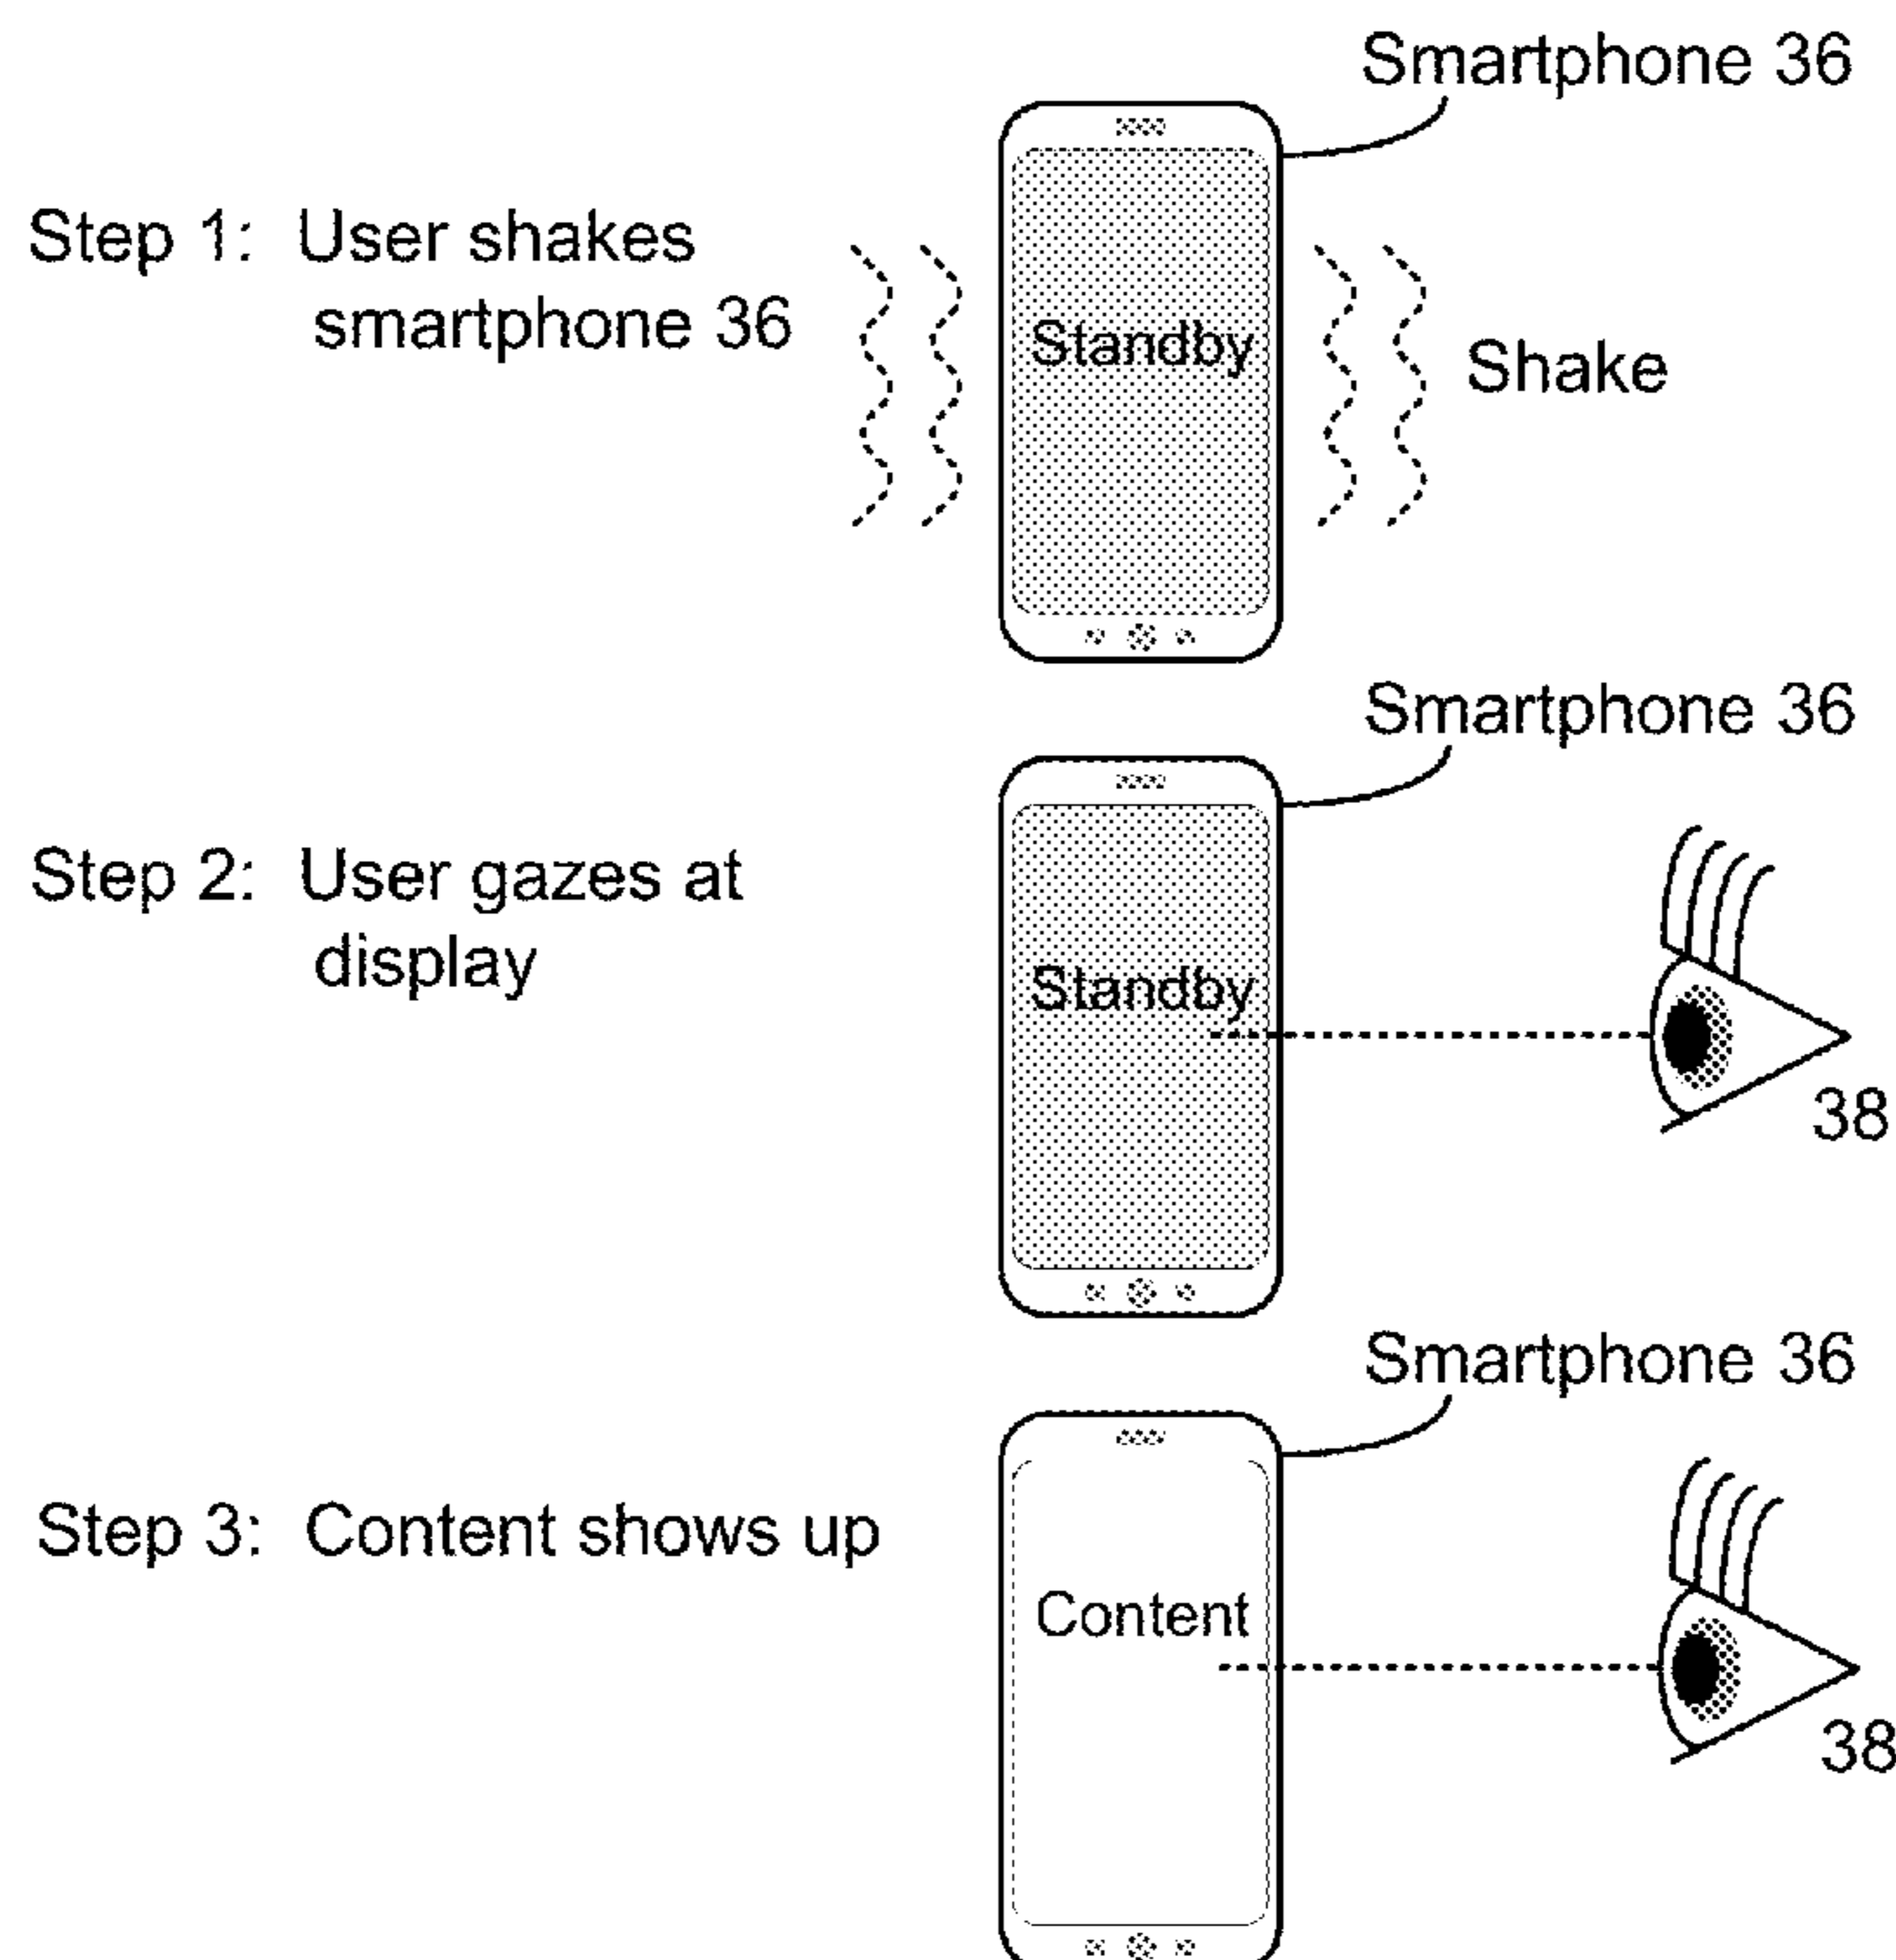 Smartphone 36
Step 1: User shakes
smartphone 36
Standby
Shake
Smartphone 36
Step 2: User gazes at
display
Standby
38
Smartphone 36
Step 3: Content shows up
Content
38